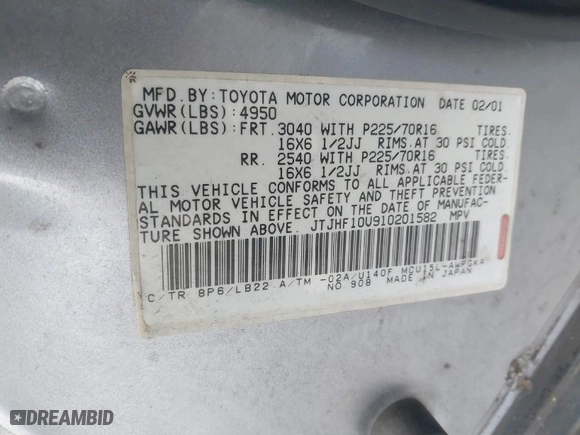 MFD. BY: TOYOTA MOTOR CORPORATION DATE 02/01
GVWR(LBS): 4950
GAWR(LBS): FRT. 3040 WITH P225/70R16 TIRES.
16X6 1/2JJ RIMS. AT 30 PSI COLD.
RR. 2540 WITH P225/70R16 TIRES.
16X6 1/2JJ RIMS. AT 30 PSI COLD.
THIS VEHICLE CONFORMS TO ALL APPLICABLE FEDER-
AL MOTOR VEHICLE SAFETY AND THEFT PREVENTION
STANDARDS IN EFFECT ON THE DATE OF MANUFAC-
TURE SHOWN ABOVE. JTJHF10U910201582 MPV
C/TR 8P6/LB22 A/TM -02A/U140F MCU15L-AWPGKA
NO 908 MADE IN JAPAN
DREAMBID